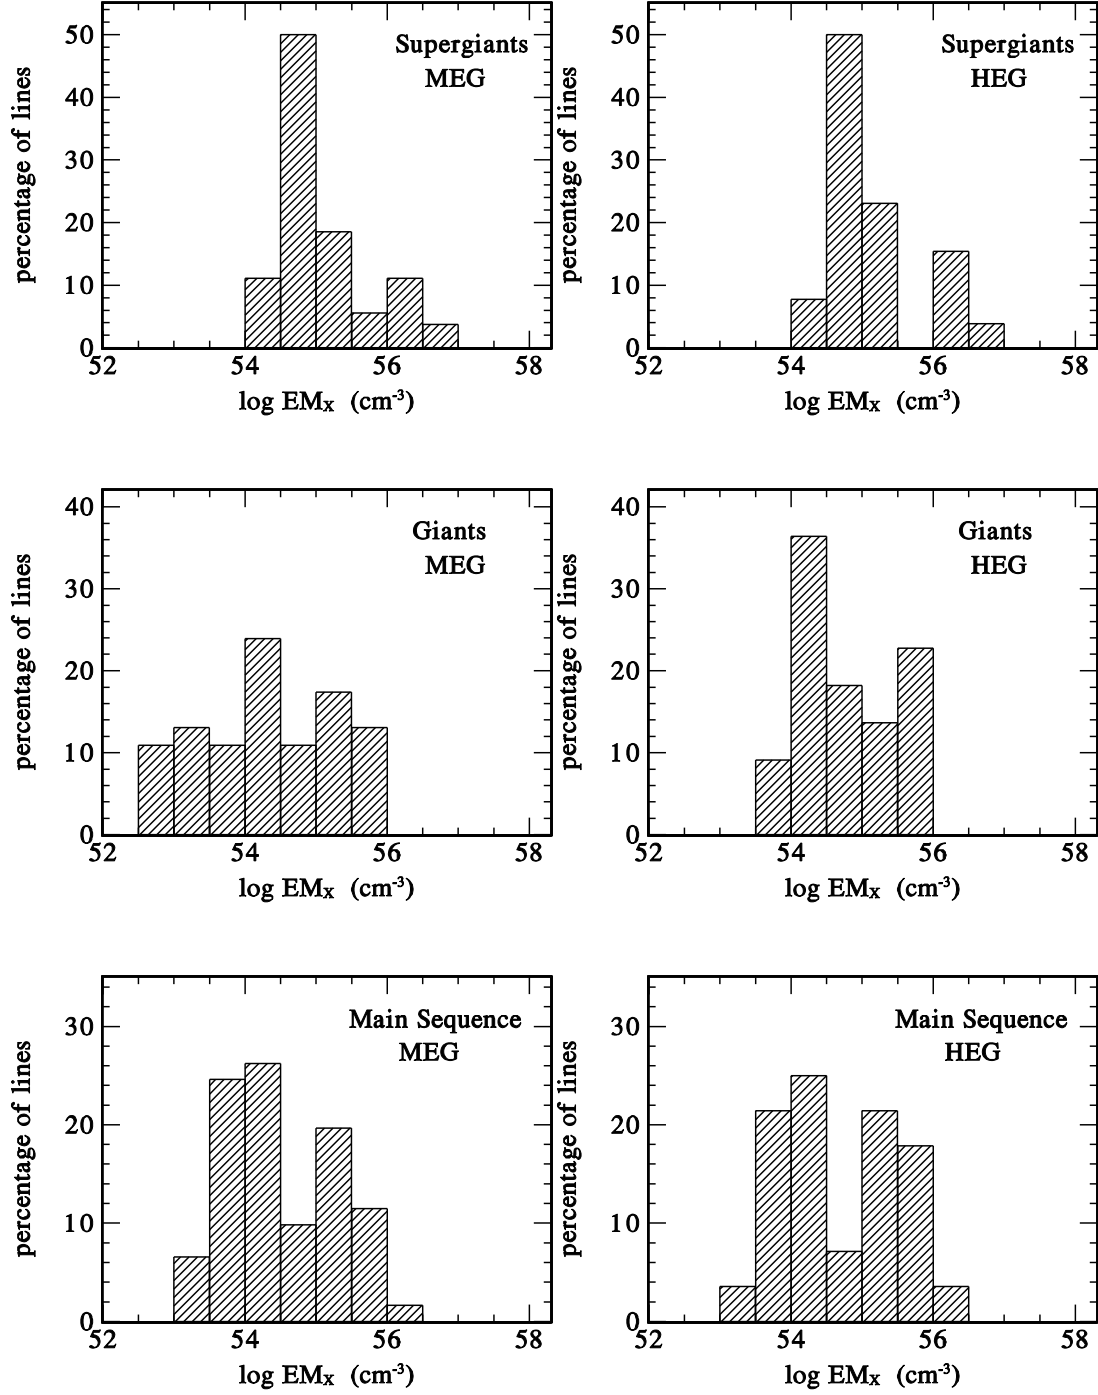 Supergiants
MEG
percentage of lines
50
40
30
20
10
0
52 54 56 58
log EMX (cm-3)
Supergiants
HEG
percentage of lines
50
40
30
20
10
0
52 54 56 58
log EMX (cm-3)
Giants
MEG
percentage of lines
40
30
20
10
0
52 54 56 58
log EMX (cm-3)
Giants
HEG
percentage of lines
40
30
20
10
0
52 54 56 58
log EMX (cm-3)
Main Sequence
MEG
percentage of lines
30
20
10
0
52 54 56 58
log EMX (cm-3)
Main Sequence
HEG
percentage of lines
30
20
10
0
52 54 56 58
log EMX (cm-3)